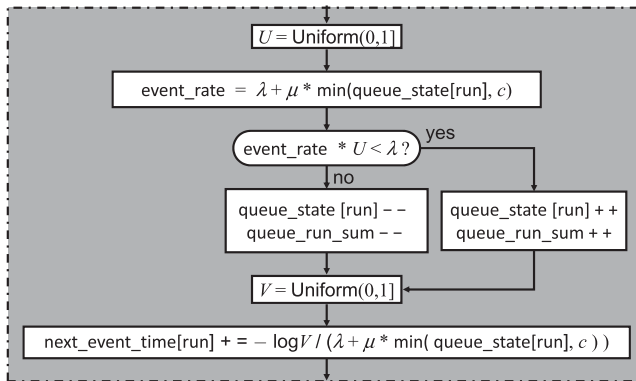 U = Uniform(0,1]
event_rate = λ + μ * min(queue_state[run], c)
event_rate * U < λ ?
yes
no
queue_state [run] − −
queue_run_sum − −
queue_state [run] + +
queue_run_sum + +
V = Uniform(0,1]
next_event_time[run] + = − logV / (λ + μ * min( queue_state[run], c ) )